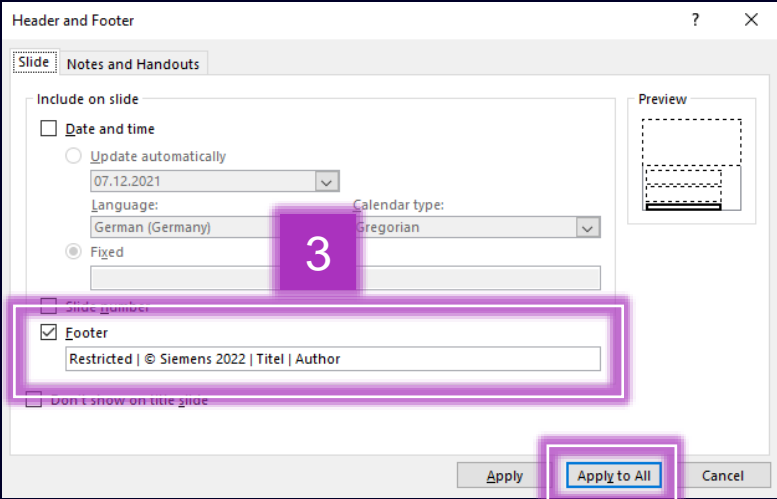 Header and Footer ?
Slide Notes and Handouts
Include on slide
Preview
Date and time
Update automatically
07.12.2021
Language: Calendar type:
German (Germany) Gregorian
Fixed
3
Slide number
Footer
Restricted | © Siemens 2022 | Titel | Author
Don't show on title slide
Apply Apply to All Cancel